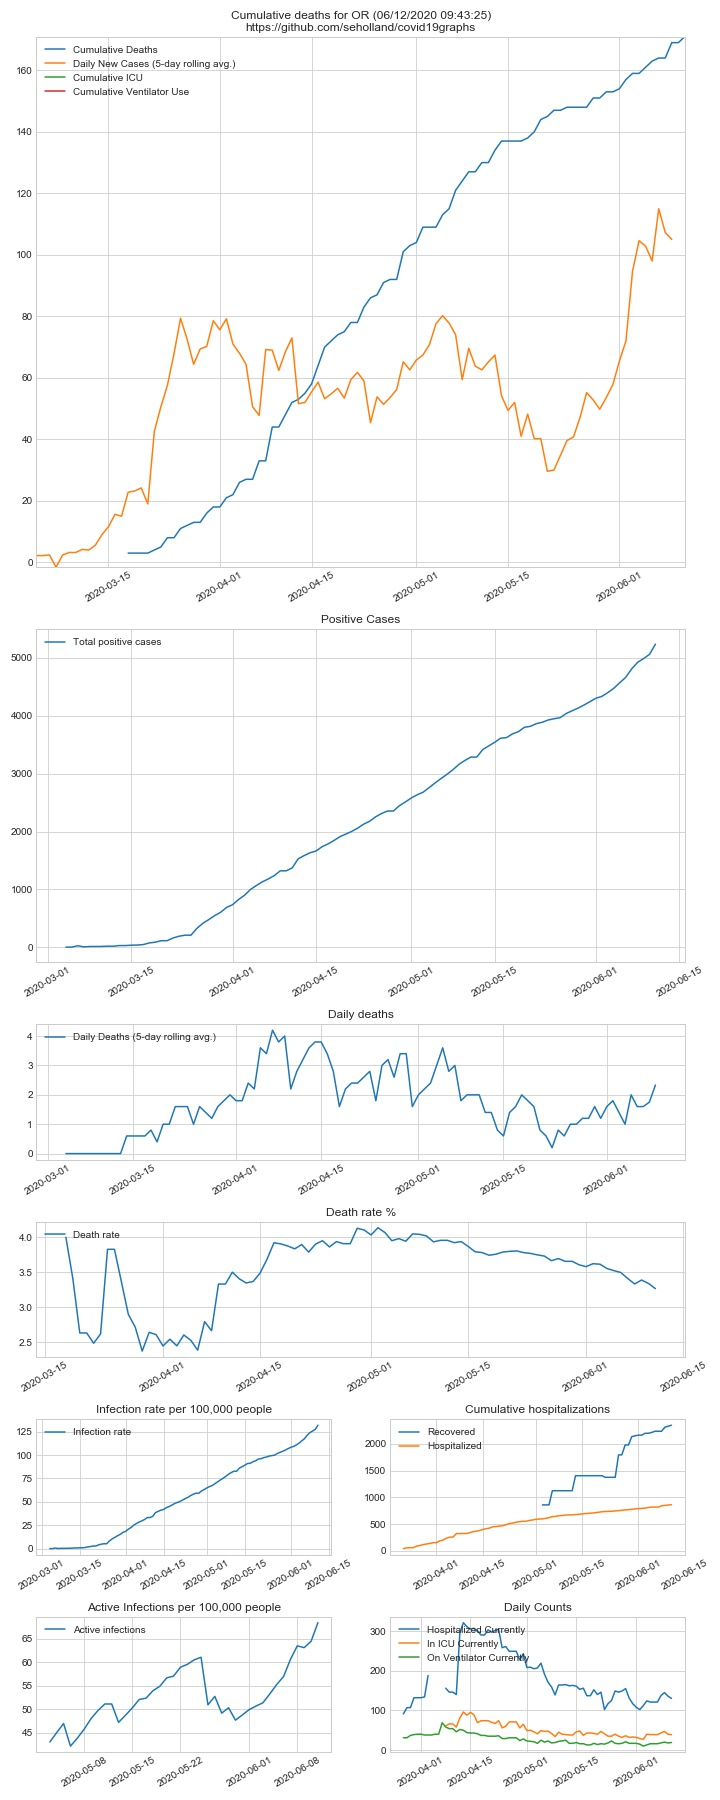 Cumulative deaths for OR (06/12/2020 09:43:25)
https://github.com/seholland/covid19graphs
Cumulative Deaths
Daily New Cases (5-day rolling avg.)
Cumulative ICU
Cumulative Ventilator Use
160
140
120
100
80
60
40
20
0
2020-03-15 2020-04-01 2020-04-15 2020-05-01 2020-05-15 2020-06-01
Positive Cases
Total positive cases
5000
4000
3000
2000
1000
0
2020-03-01 2020-03-15 2020-04-01 2020-04-15 2020-05-01 2020-05-15 2020-06-01 2020-06-15
Daily deaths
Daily Deaths (5-day rolling avg.)
4
3
2
1
0
2020-03-01 2020-03-15 2020-04-01 2020-04-15 2020-05-01 2020-05-15 2020-06-01
Death rate %
Death rate
4.0
3.5
3.0
2.5
2020-03-15 2020-04-01 2020-04-15 2020-05-01 2020-05-15 2020-06-01 2020-06-15
Infection rate per 100,000 people
Infection rate
125
100
75
50
25
0
2020-03-01 2020-03-15 2020-04-01 2020-04-15 2020-05-01 2020-05-15 2020-06-01 2020-06-15
Cumulative hospitalizations
Recovered
Hospitalized
2000
1500
1000
500
0
2020-04-01 2020-04-15 2020-05-01 2020-05-15 2020-06-01 2020-06-15
Active Infections per 100,000 people
Active infections
65
60
55
50
45
2020-05-08 2020-05-15 2020-05-22 2020-06-01 2020-06-08
Daily Counts
Hospitalized Currently
In ICU Currently
On Ventilator Currently
300
200
100
0
2020-04-01 2020-04-15 2020-05-01 2020-05-15 2020-06-01